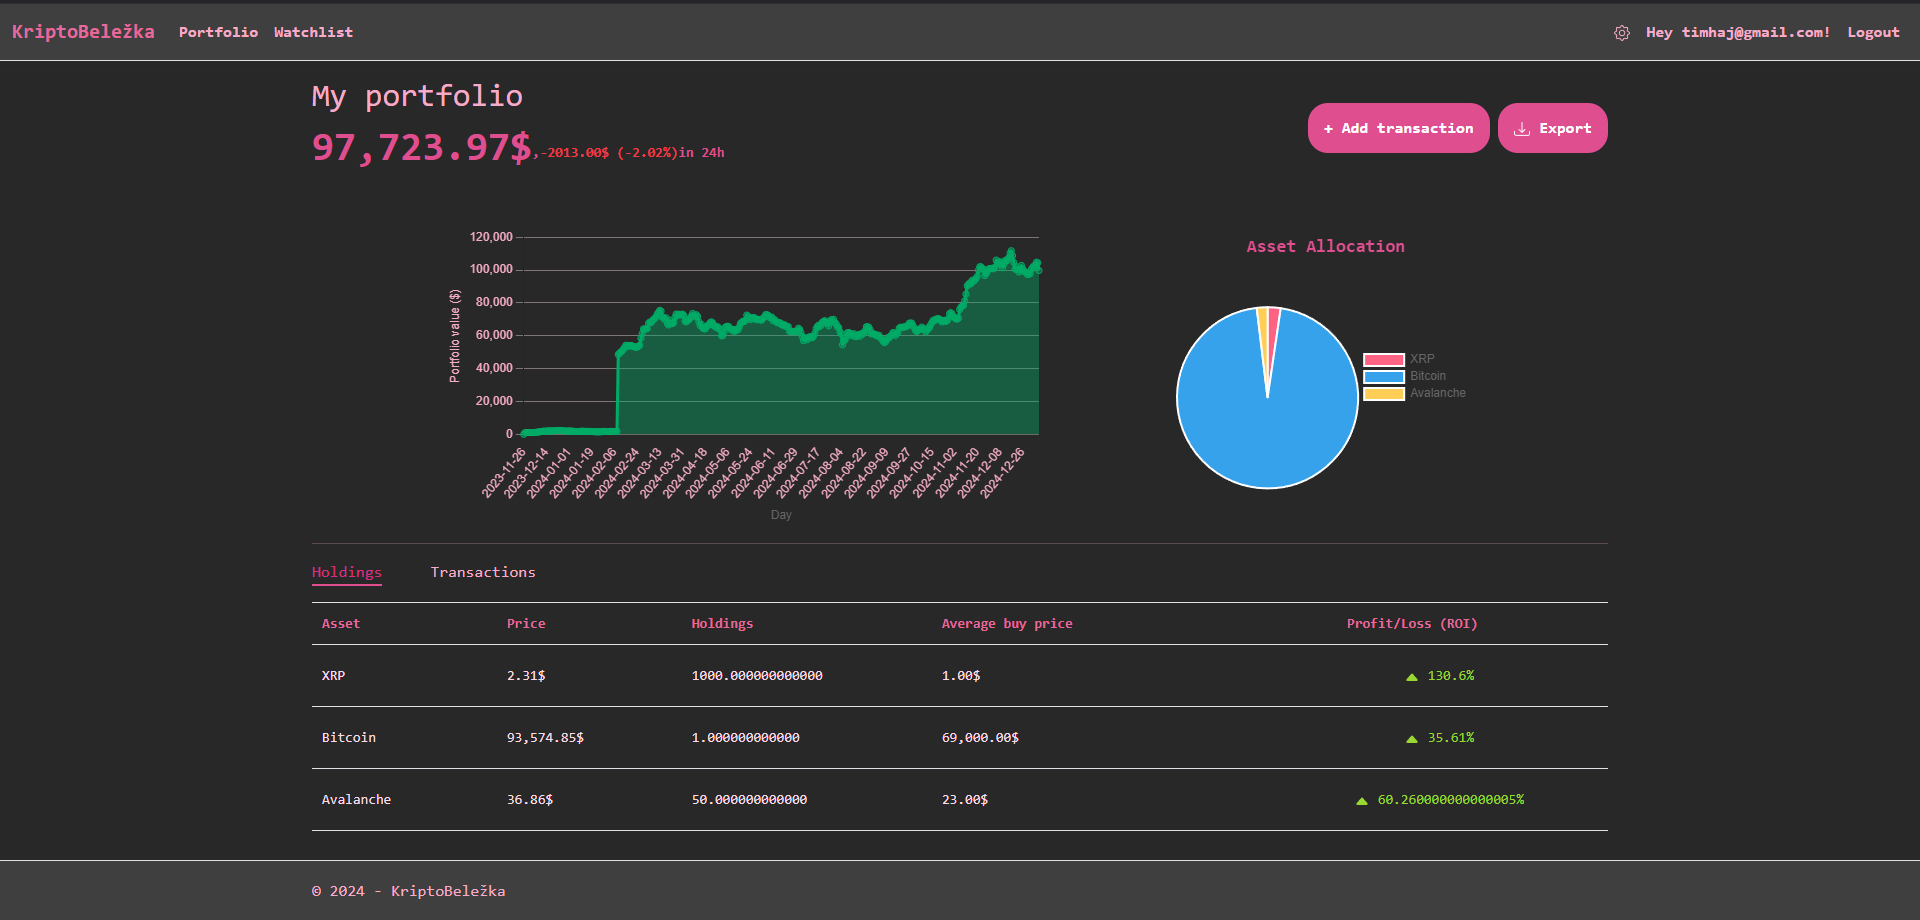 KriptoBeležka Portfolio Watchlist Hey timhaj@gmail.com! Logout
My portfolio
97,723.97$,-2013.00$ (-2.02%)in 24h
+ Add transaction Export
120,000
100,000
80,000
60,000
40,000
20,000
0
Portfolio value ($)
2023-11-26 2023-12-14 2024-01-01 2024-01-19 2024-02-06 2024-02-24 2024-03-13 2024-03-31 2024-04-18 2024-05-06 2024-05-24 2024-06-11 2024-06-29 2024-07-17 2024-08-04 2024-08-22 2024-09-09 2024-09-27 2024-10-15 2024-11-02 2024-11-20 2024-12-08 2024-12-26
Day
Asset Allocation
XRP
Bitcoin
Avalanche
Holdings Transactions
Asset Price Holdings Average buy price Profit/Loss (ROI)
XRP 2.31$ 1000.000000000000 1.00$ 130.6%
Bitcoin 93,574.85$ 1.000000000000 69,000.00$ 35.61%
Avalanche 36.86$ 50.000000000000 23.00$ 60.260000000000005%
© 2024 - KriptoBeležka